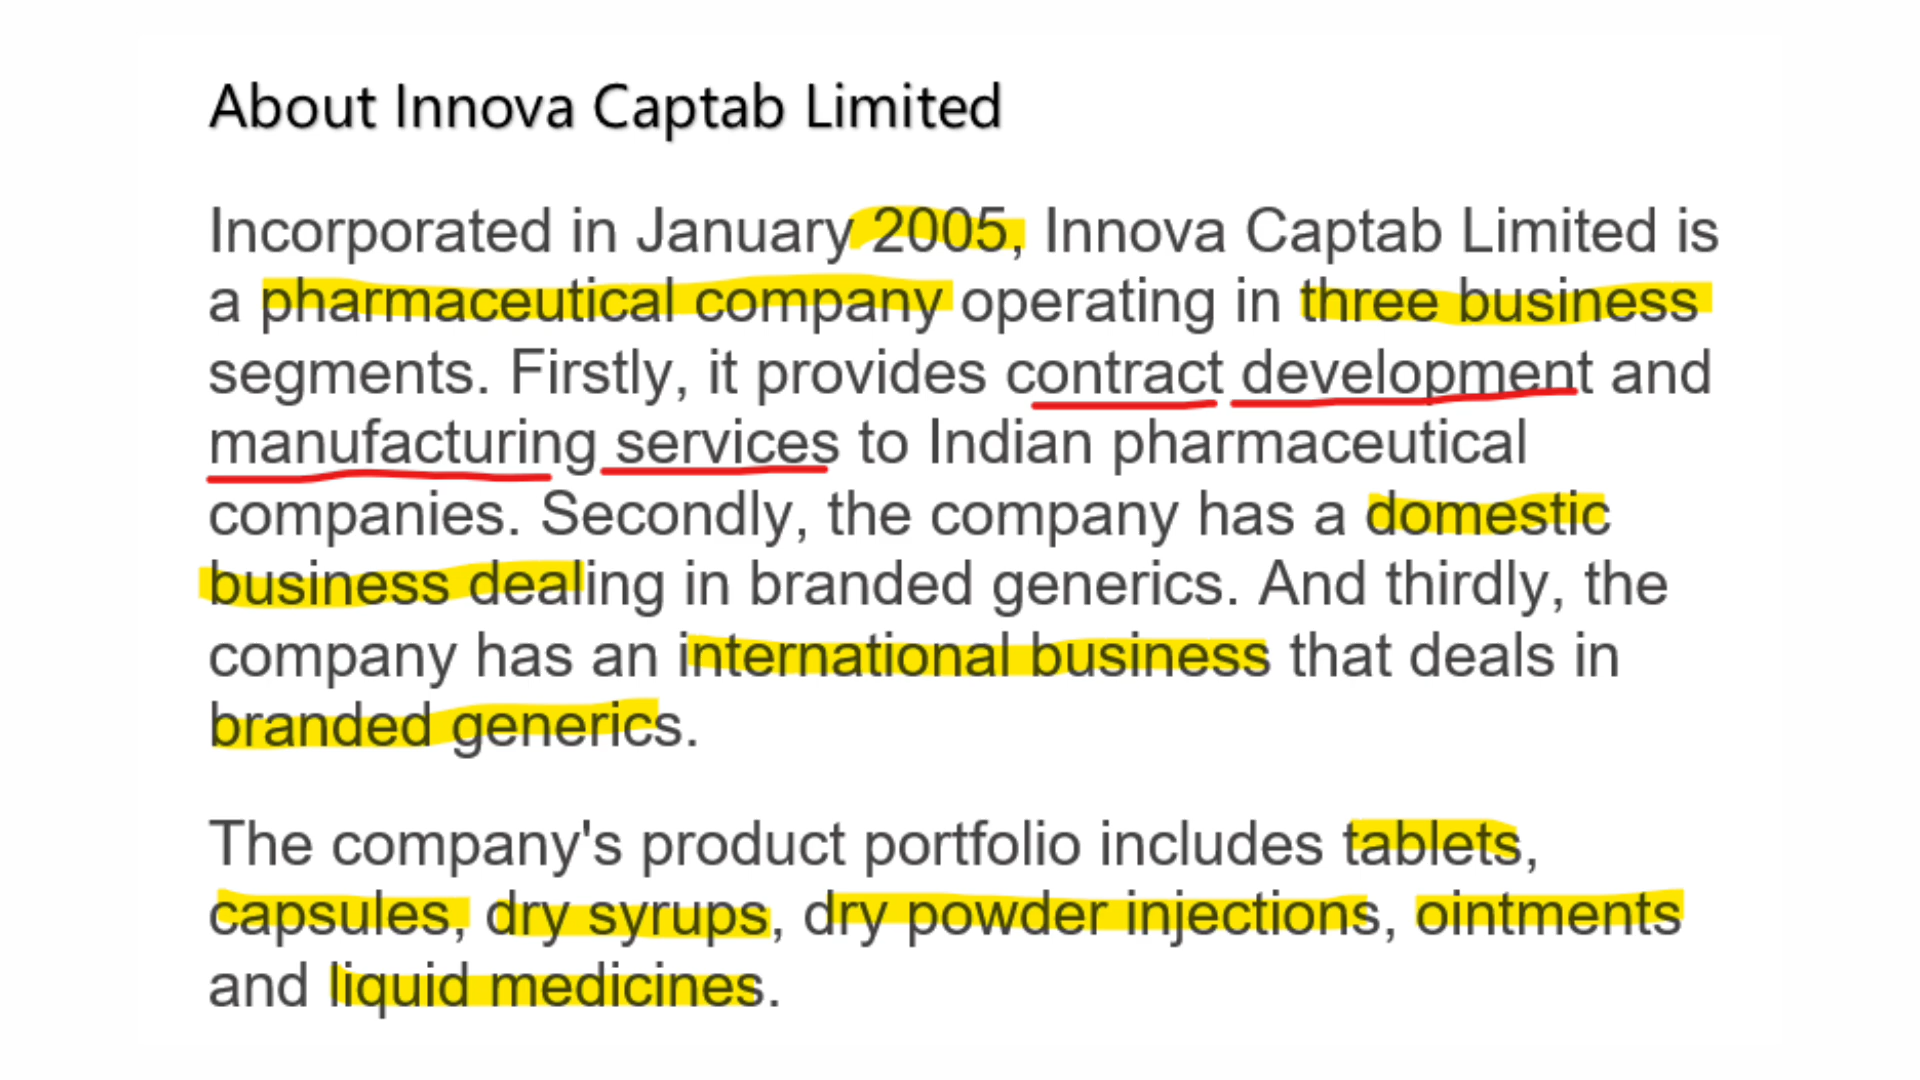 About Innova Captab Limited
Incorporated in January 2005, Innova Captab Limited is
a pharmaceutical company operating in three business
segments. Firstly, it provides contract development and
manufacturing services to Indian pharmaceutical
companies. Secondly, the company has a domestic
business dealing in branded generics. And thirdly, the
company has an international business that deals in
branded generics.
The company's product portfolio includes tablets,
capsules, dry syrups, dry powder injections, ointments
and liquid medicines.